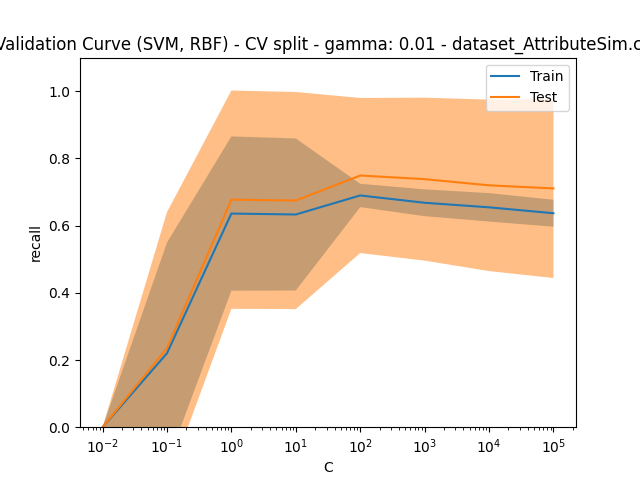 Validation Curve (SVM, RBF) - CV split - gamma: 0.01 - dataset_AttributeSim.c
Train
Test
recall
1.0
0.8
0.6
0.4
0.2
0.0
10⁻² 10⁻¹ 10⁰ 10¹ 10² 10³ 10⁴ 10⁵
C